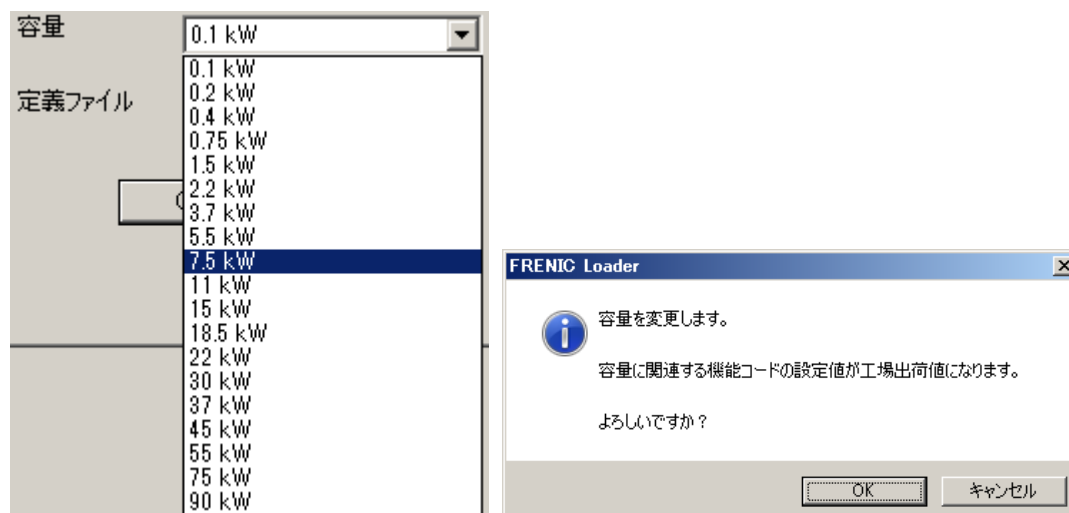 容量
0.1 kW
0.1 kW
0.2 kW
0.4 kW
定義ファイル
0.75 kW
1.5 kW
2.2 kW
3.7 kW
5.5 kW
7.5 kW
11 kW
15 kW
18.5 kW
22 kW
30 kW
37 kW
45 kW
55 kW
75 kW
90 kW
FRENIC Loader
容量を変更します。
容量に関連する機能コードの設定値が工場出荷値になります。
よろしいですか？
OK
キャンセル